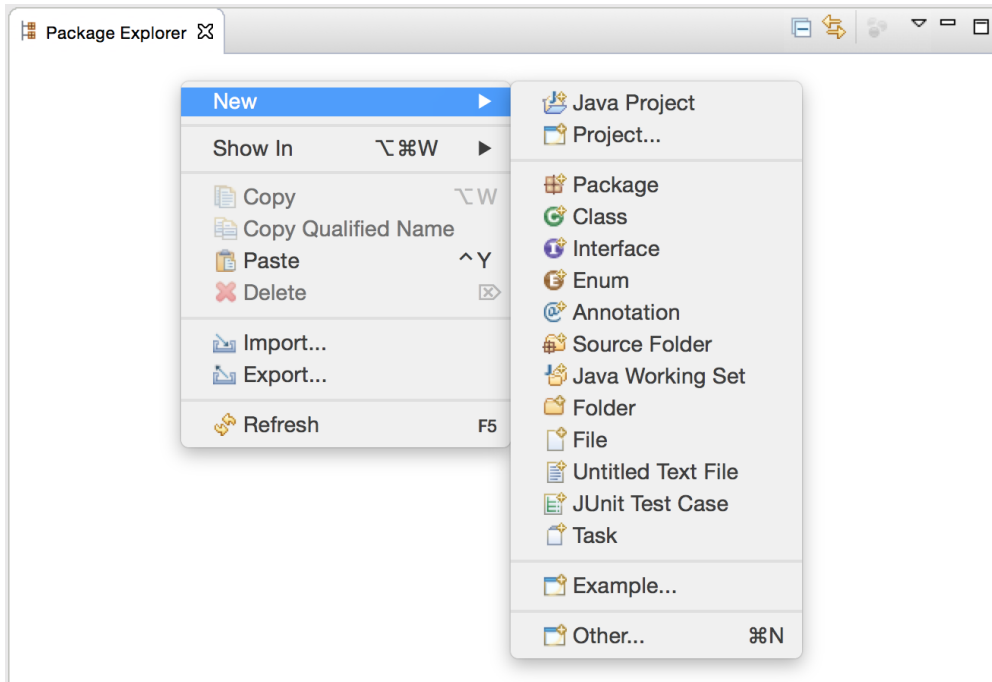 Package Explorer
New
Show In ⌥⌘W
Copy ⌥W
Copy Qualified Name
Paste ^Y
Delete ⌦
Import...
Export...
Refresh F5
Java Project
Project...
Package
Class
Interface
Enum
Annotation
Source Folder
Java Working Set
Folder
File
Untitled Text File
JUnit Test Case
Task
Example...
Other... ⌘N